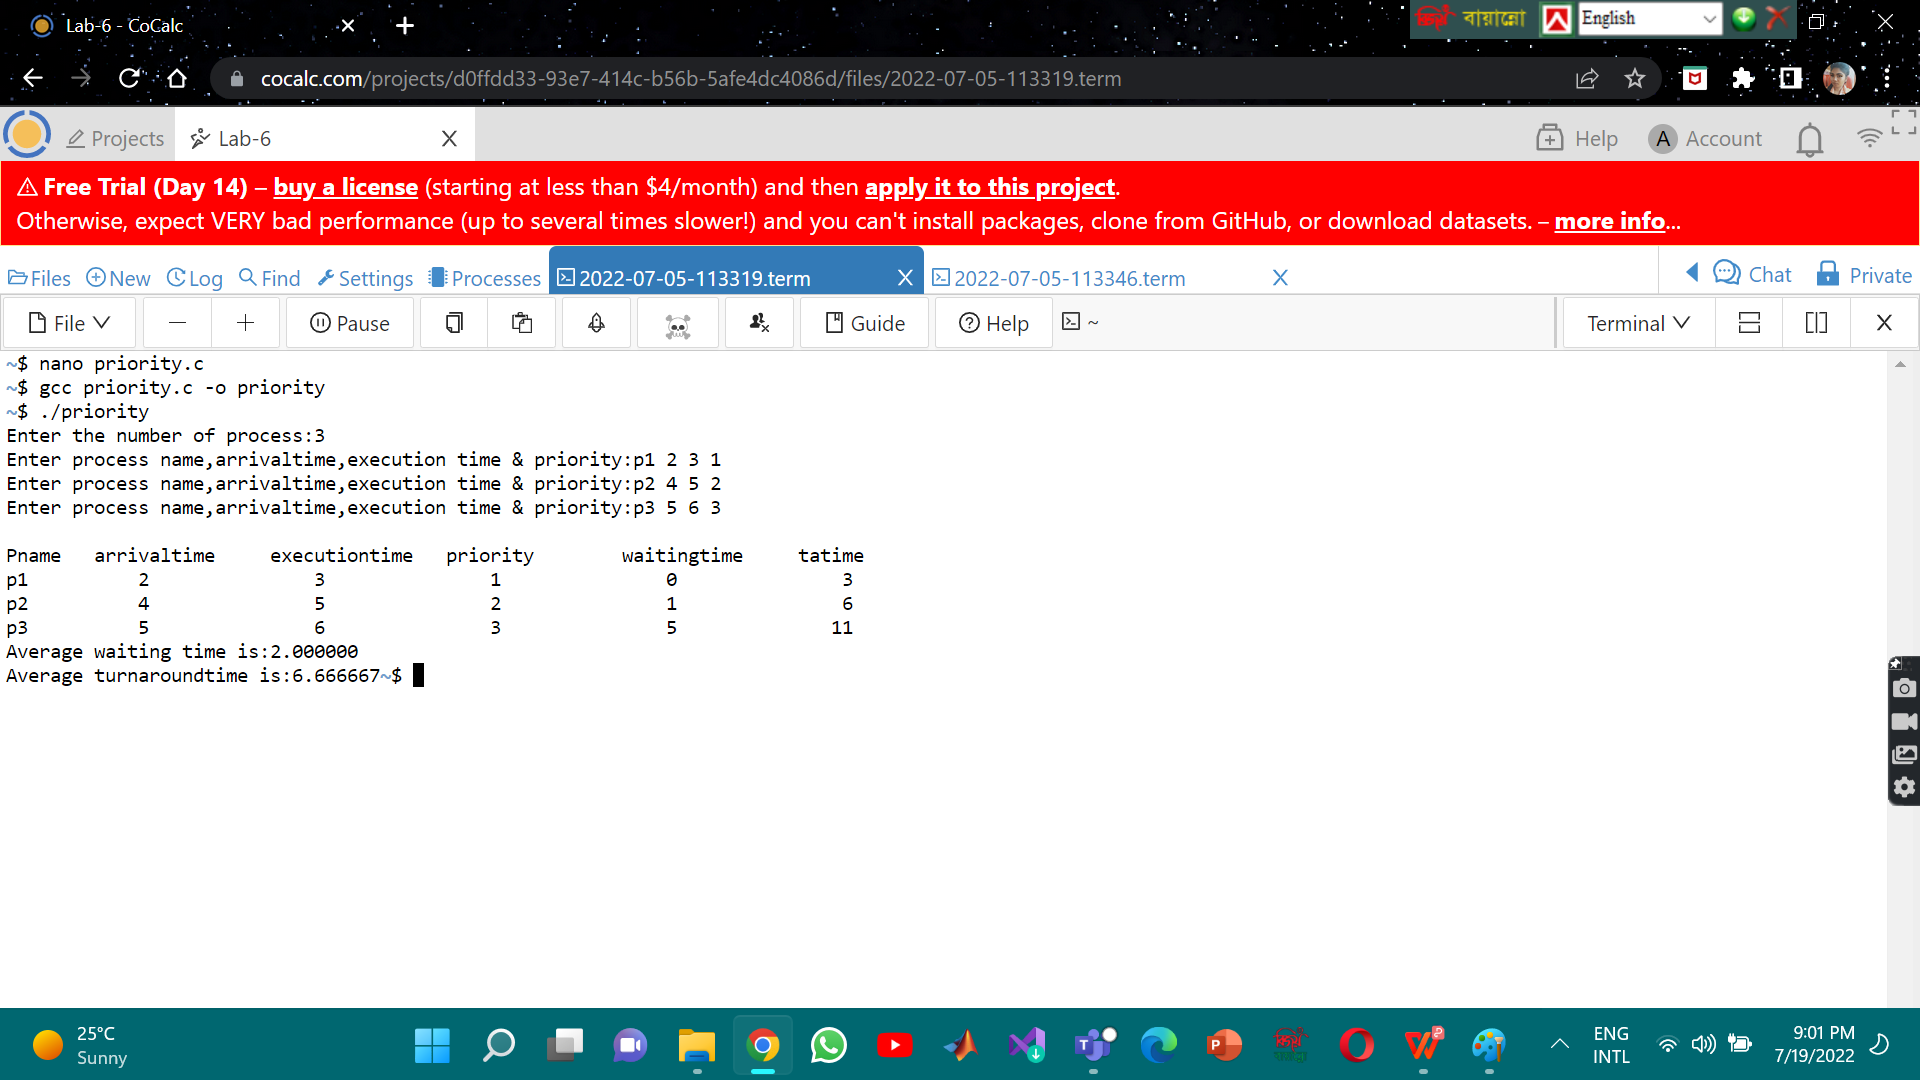 Lab-6 - CoCalc
বায়ান্নো
English
cocalc.com/projects/d0ffdd33-93e7-414c-b56b-5afe4dc4086d/files/2022-07-05-113319.term
Projects
Lab-6
Help
A Account
Free Trial (Day 14) – buy a license (starting at less than $4/month) and then apply it to this project.
Otherwise, expect VERY bad performance (up to several times slower!) and you can't install packages, clone from GitHub, or download datasets. – more info...
Files New Log Find Settings Processes 2022-07-05-113319.term 2022-07-05-113346.term Chat Private
File Pause Guide Help ~ Terminal
~$ nano priority.c
~$ gcc priority.c -o priority
~$ ./priority
Enter the number of process:3
Enter process name,arrivaltime,execution time & priority:p1 2 3 1
Enter process name,arrivaltime,execution time & priority:p2 4 5 2
Enter process name,arrivaltime,execution time & priority:p3 5 6 3
Pname arrivaltime executiontime priority waitingtime tatime
p1 2 3 1 0 3
p2 4 5 2 1 6
p3 5 6 3 5 11
Average waiting time is:2.000000
Average turnaroundtime is:6.666667~$
25°C
Sunny
ENG
INTL
9:01 PM
7/19/2022